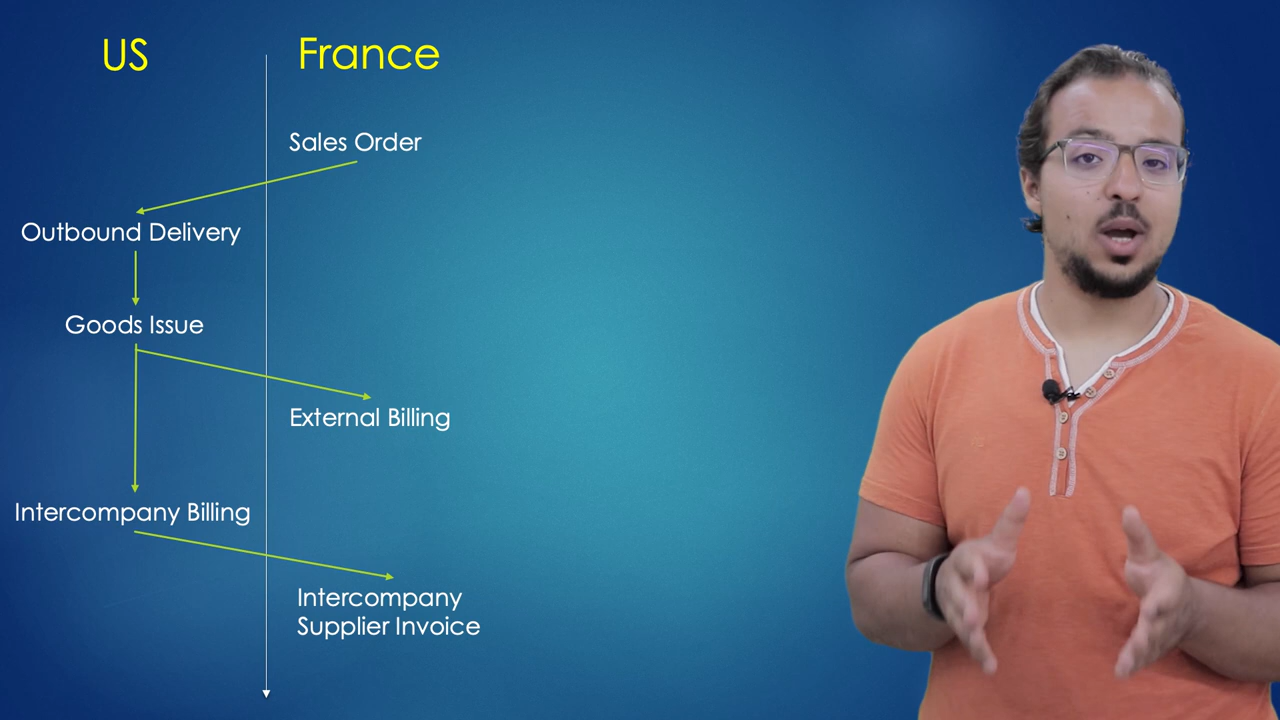 US
France
Sales Order
Outbound Delivery
Goods Issue
External Billing
Intercompany Billing
Intercompany
Supplier Invoice